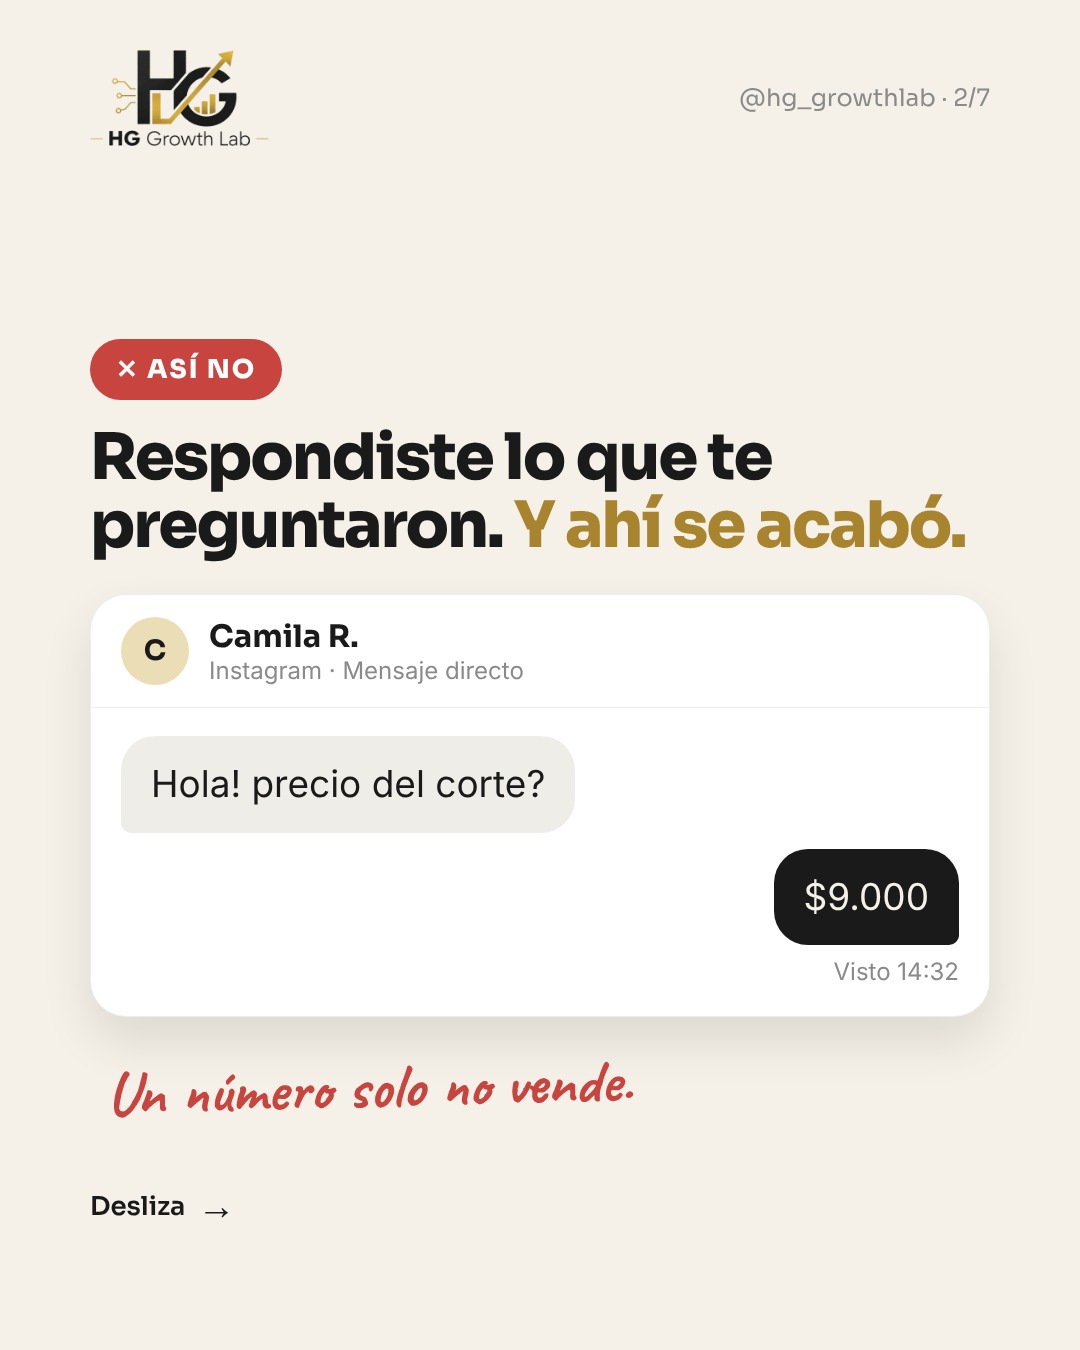 HG
HG Growth Lab
@hg_growthlab · 2/7
✕ ASÍ NO
Respondiste lo que te
preguntaron. Y ahí se acabó.
C
Camila R.
Instagram · Mensaje directo
Hola! precio del corte?
$9.000
Visto 14:32
Un número solo no vende.
Desliza →